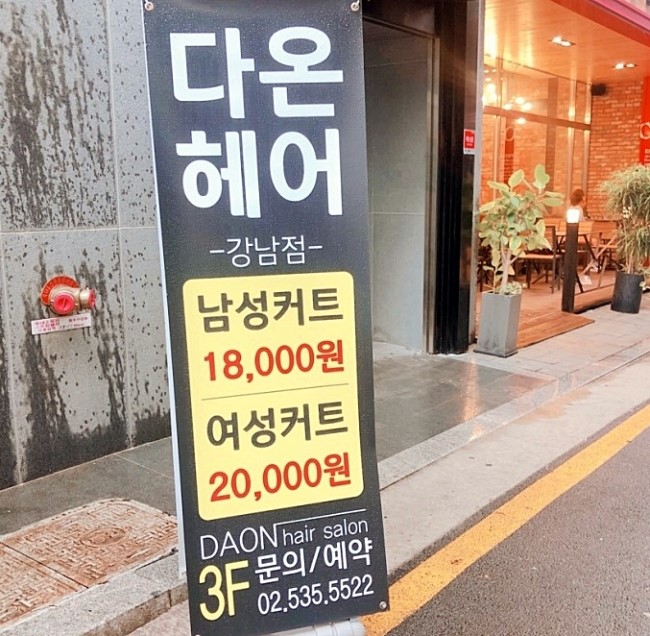 다온
헤어
-강남점-
남성커트
18,000원
여성커트
20,000원
DAON hair salon
3F 문의/예약
02.535.5522